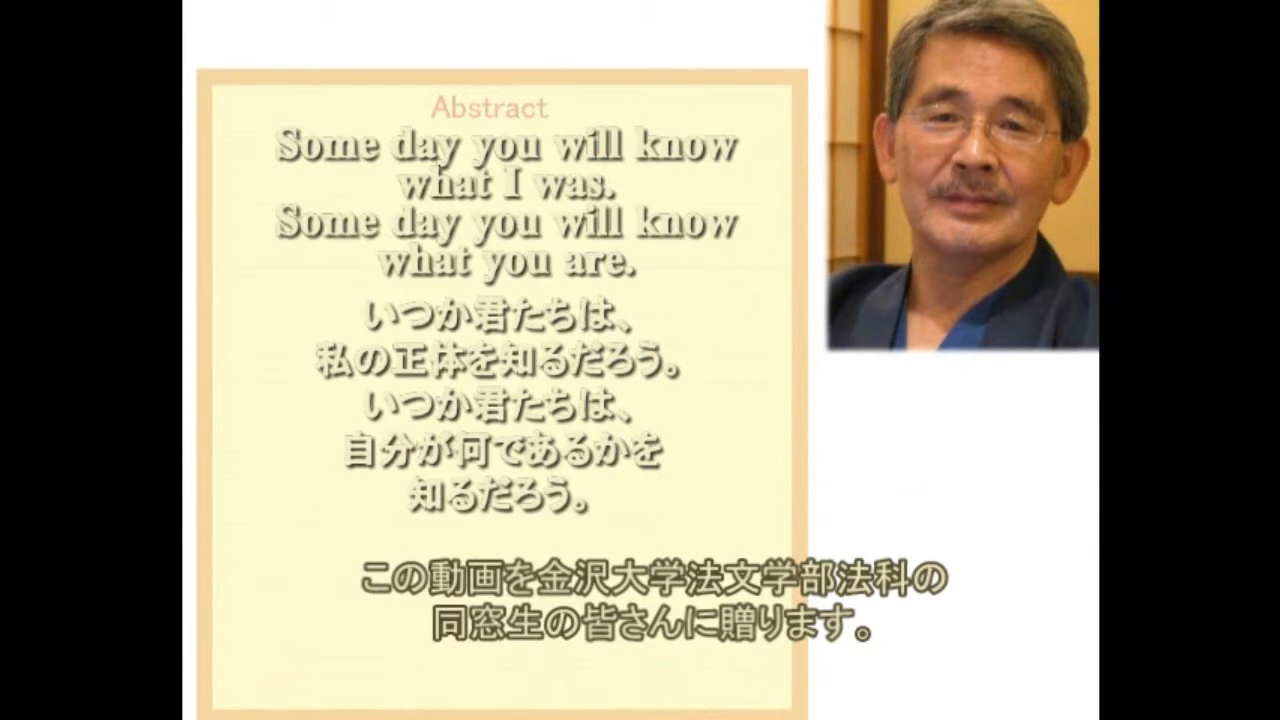 Abstract
Some day you will know
what I was.
Some day you will know
what you are.
いつか君たちは、
私の正体を知るだろう。
いつか君たちは、
自分が何であるかを
知るだろう。
この動画を金沢大学法文学部法科の
同窓生の皆さんに贈ります。